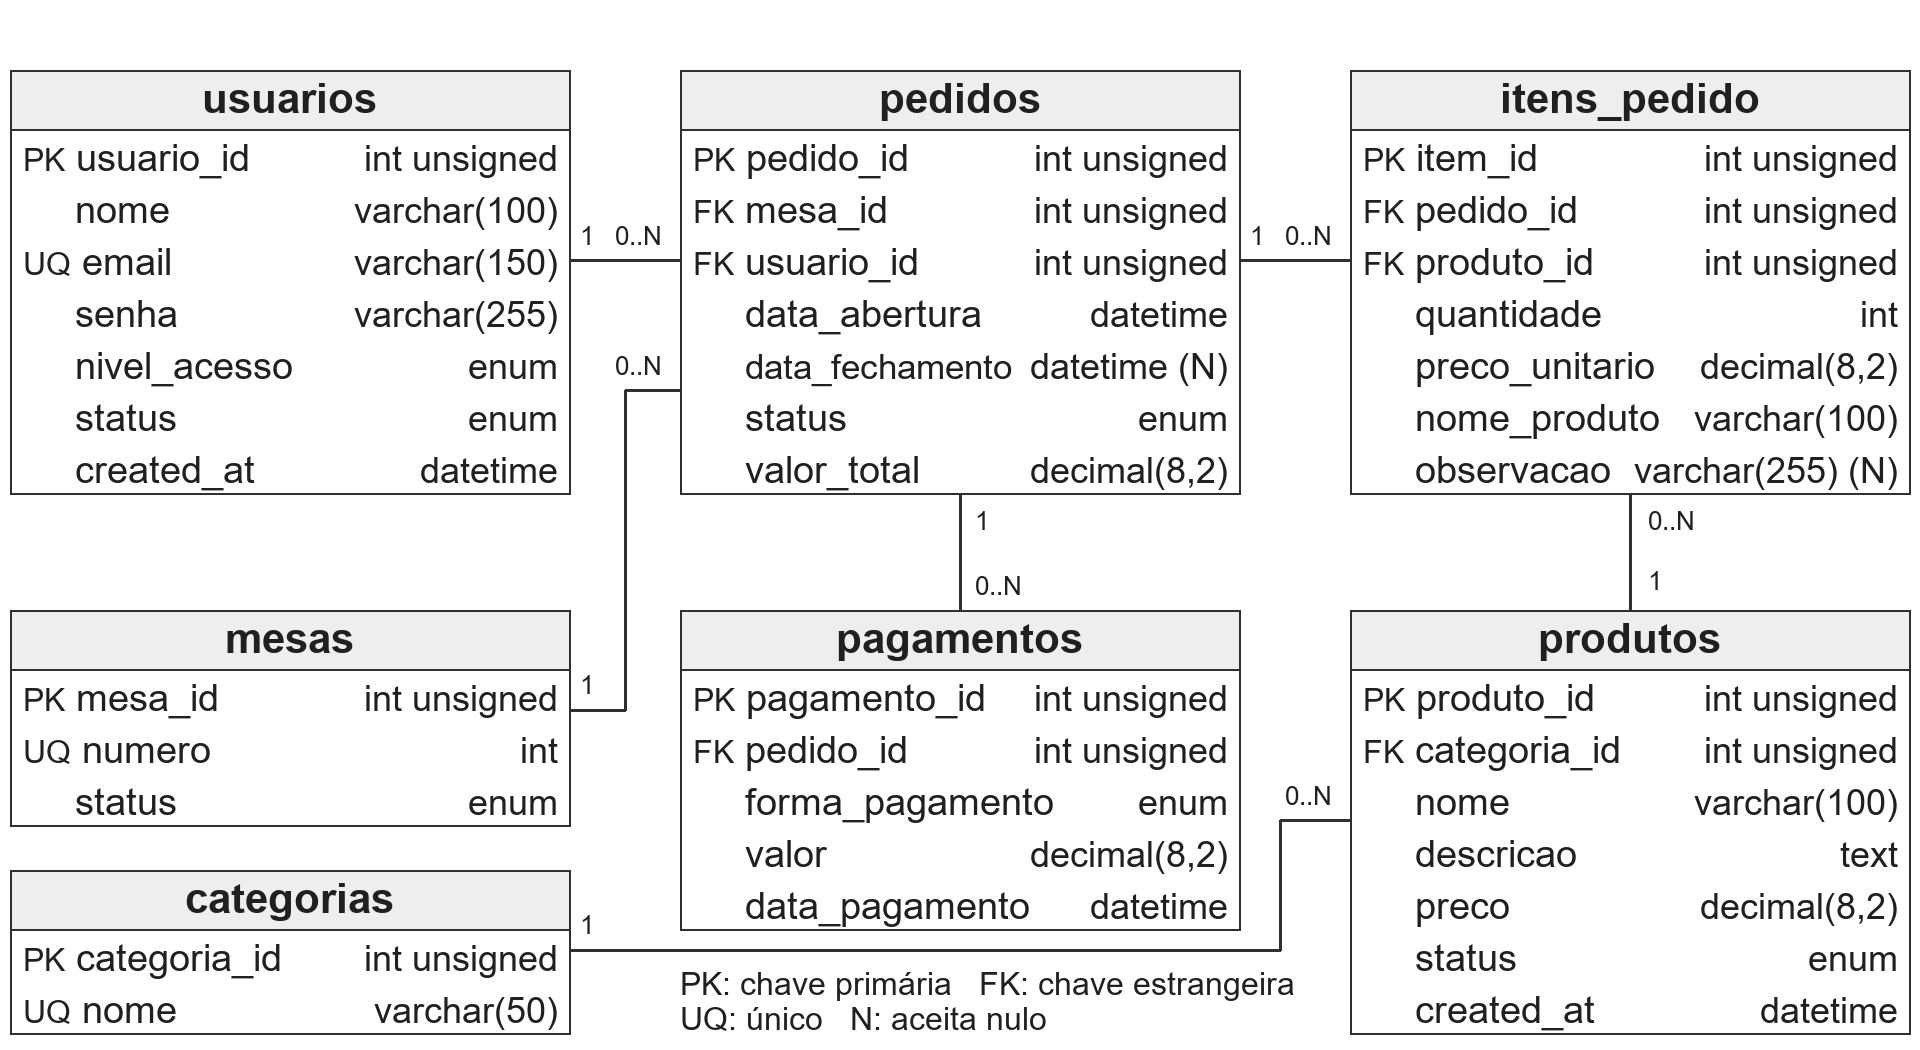 usuarios
PK usuario_id int unsigned
nome varchar(100)
UQ email varchar(150)
senha varchar(255)
nivel_acesso enum
status enum
created_at datetime
1 0..N
pedidos
PK pedido_id int unsigned
FK mesa_id int unsigned
FK usuario_id int unsigned
data_abertura datetime
data_fechamento datetime (N)
status enum
valor_total decimal(8,2)
1 0..N
itens_pedido
PK item_id int unsigned
FK pedido_id int unsigned
FK produto_id int unsigned
quantidade int
preco_unitario decimal(8,2)
nome_produto varchar(100)
observacao varchar(255) (N)
0..N
1
1
0..N
0..N
1
mesas
PK mesa_id int unsigned
UQ numero int
status enum
pagamentos
PK pagamento_id int unsigned
FK pedido_id int unsigned
forma_pagamento enum
valor decimal(8,2)
data_pagamento datetime
produtos
PK produto_id int unsigned
FK categoria_id int unsigned
nome varchar(100)
descricao text
preco decimal(8,2)
status enum
created_at datetime
0..N
1
categorias
PK categoria_id int unsigned
UQ nome varchar(50)
PK: chave primária FK: chave estrangeira
UQ: único N: aceita nulo